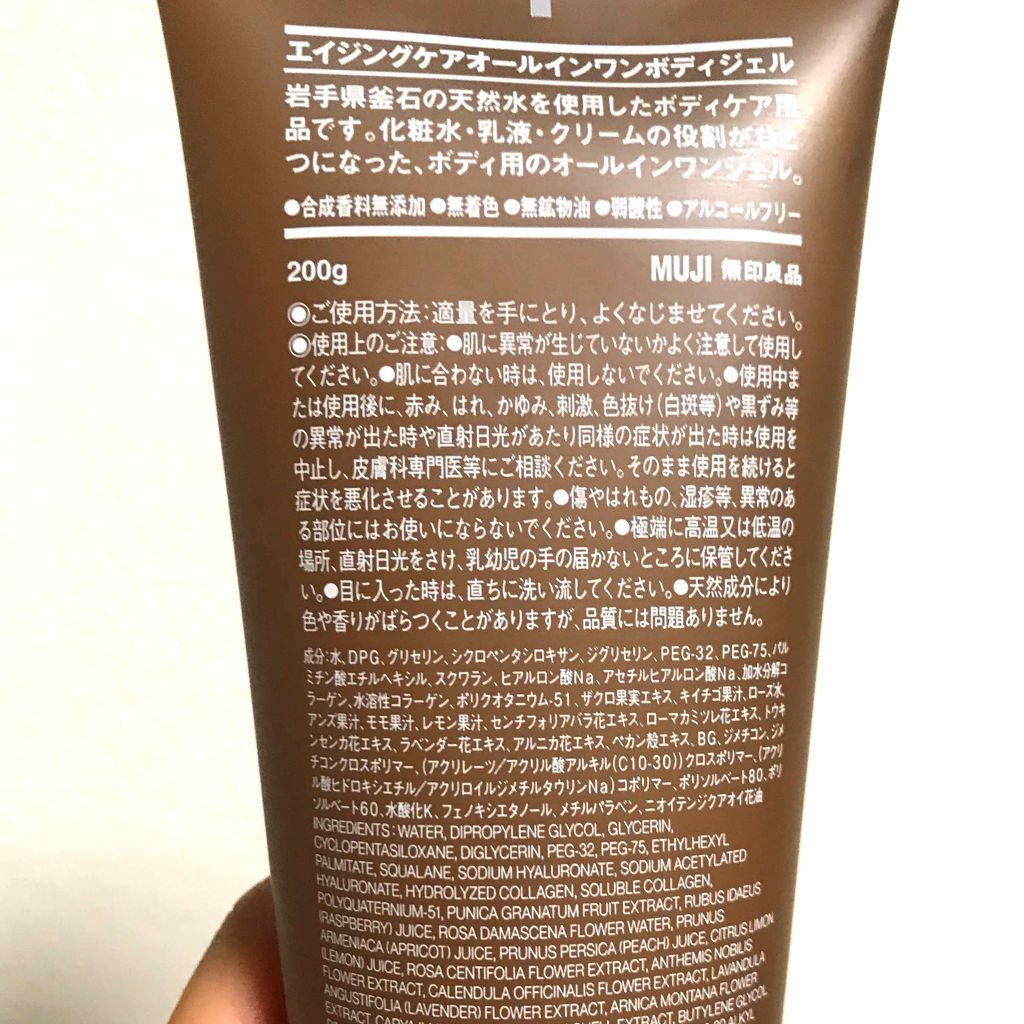 エイジングケアオールインワンボディジェル
岩手県釜石の天然水を使用したボディケア用
品です。化粧水・乳液・クリームの役割がひと
つになった、ボディ用のオールインワンジェル。
●合成香料無添加 ●無着色 ●無鉱物油 ●弱酸性 ●アルコールフリー
200g MUJI 無印良品
◉ご使用方法：適量を手にとり、よくなじませてください。
◉使用上のご注意：●肌に異常が生じていないかよく注意して使用し
てください。●肌に合わない時は、使用しないでください。●使用中ま
たは使用後に、赤み、はれ、かゆみ、刺激、色抜け（白斑等）や黒ずみ等
の異常が出た時や直射日光があたり同様の症状が出た時は使用を
中止し、皮膚科専門医等にご相談ください。そのまま使用を続けると
症状を悪化させることがあります。●傷やはれもの、湿疹等、異常のあ
る部位にはお使いにならないでください。●極端に高温又は低温の
場所、直射日光をさけ、乳幼児の手の届かないところに保管してくださ
い。●目に入った時は、直ちに洗い流してください。●天然成分により
色や香りがばらつくことがありますが、品質には問題ありません。
成分：水、DPG、グリセリン、シクロペンタシロキサン、ジグリセリン、PEG-32、PEG-75、パル
ミチン酸エチルヘキシル、スクワラン、ヒアルロン酸Na、アセチルヒアルロン酸Na、加水分解コ
ラーゲン、水溶性コラーゲン、ポリクオタニウム-51、ザクロ果実エキス、キイチゴ果汁、ローズ水、
アンズ果汁、モモ果汁、レモン果汁、センチフォリアバラ花エキス、ローマカミツレ花エキス、トウキ
ンセンカ花エキス、ラベンダー花エキス、アルニカ花エキス、ペカン殻エキス、BG、ジメチコン、ジメ
チコンクロスポリマー、（アクリレーツ/アクリル酸アルキル（C10-30））クロスポリマー、（アクリ
ル酸ヒドロキシエチル/アクリロイルジメチルタウリンNa）コポリマー、ポリソルベート80、ポリ
ソルベート60、水酸化K、フェノキシエタノール、メチルパラベン、ニオイテンジクアオイ花油
INGREDIENTS : WATER, DIPROPYLENE GLYCOL, GLYCERIN,
CYCLOPENTASILOXANE, DIGLYCERIN, PEG-32, PEG-75, ETHYLHEXYL
PALMITATE, SQUALANE, SODIUM HYALURONATE, SODIUM ACETYLATED
HYALURONATE, HYDROLYZED COLLAGEN, SOLUBLE COLLAGEN,
POLYQUATERNIUM-51, PUNICA GRANATUM FRUIT EXTRACT, RUBUS IDAEUS
(RASPBERRY) JUICE, ROSA DAMASCENA FLOWER WATER, PRUNUS
ARMENIACA (APRICOT) JUICE, PRUNUS PERSICA (PEACH) JUICE, CITRUS LIMON
(LEMON) JUICE, ROSA CENTIFOLIA FLOWER EXTRACT, ANTHEMIS NOBILIS
FLOWER EXTRACT, CALENDULA OFFICINALIS FLOWER EXTRACT, LAVANDULA
ANGUSTIFOLIA (LAVENDER) FLOWER EXTRACT, ARNICA MONTANA FLOWER
EXTRACT, SHELL EXTRACT, BUTYLENE GLYCOL
ALKYL